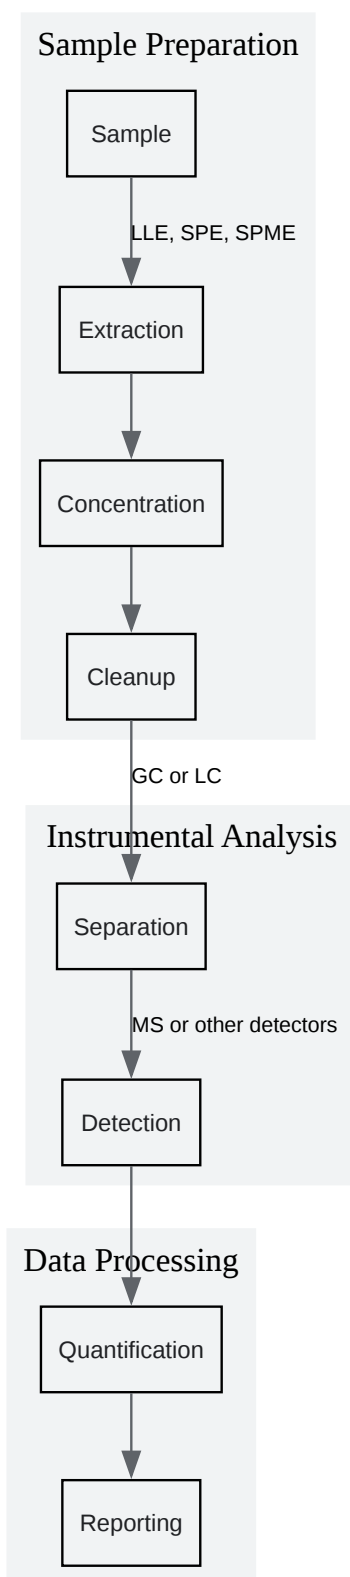 Sample Preparation
Sample
LLE, SPE, SPME
Extraction
Concentration
Cleanup
GC or LC
Instrumental Analysis
Separation
MS or other detectors
Detection
Data Processing
Quantification
Reporting